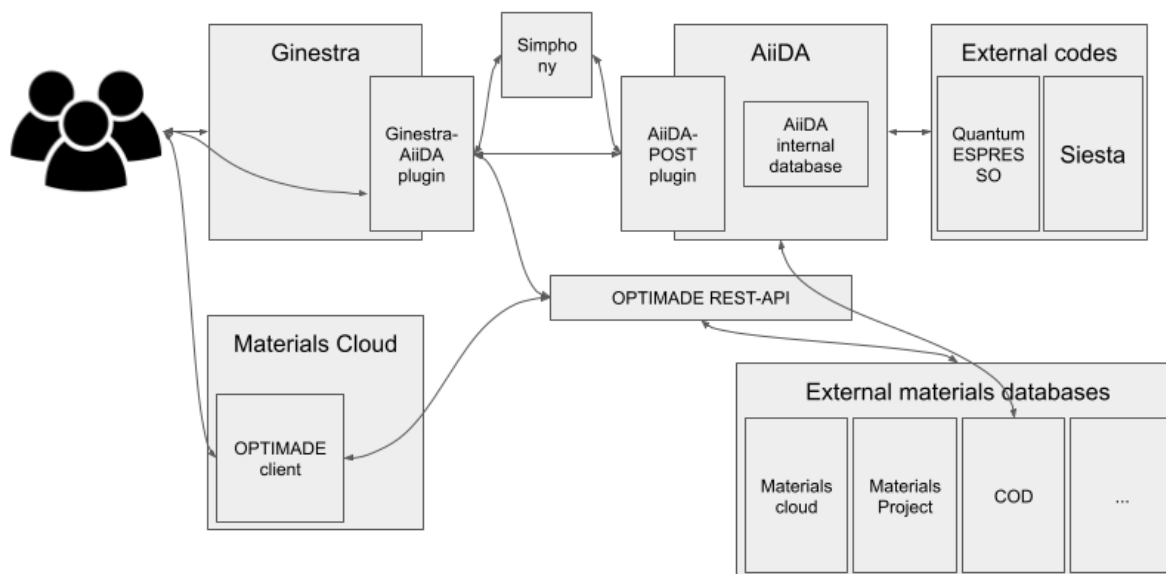 Ginestra
Simpho
ny
AiiDA
External codes
Ginestra-
AiiDA
plugin
AiiDA-
POST
plugin
AiiDA
internal
database
Quantum
ESPRES
SO
Siesta
OPTIMADE REST-API
Materials Cloud
OPTIMADE
client
External materials databases
Materials
cloud
Materials
Project
COD
...